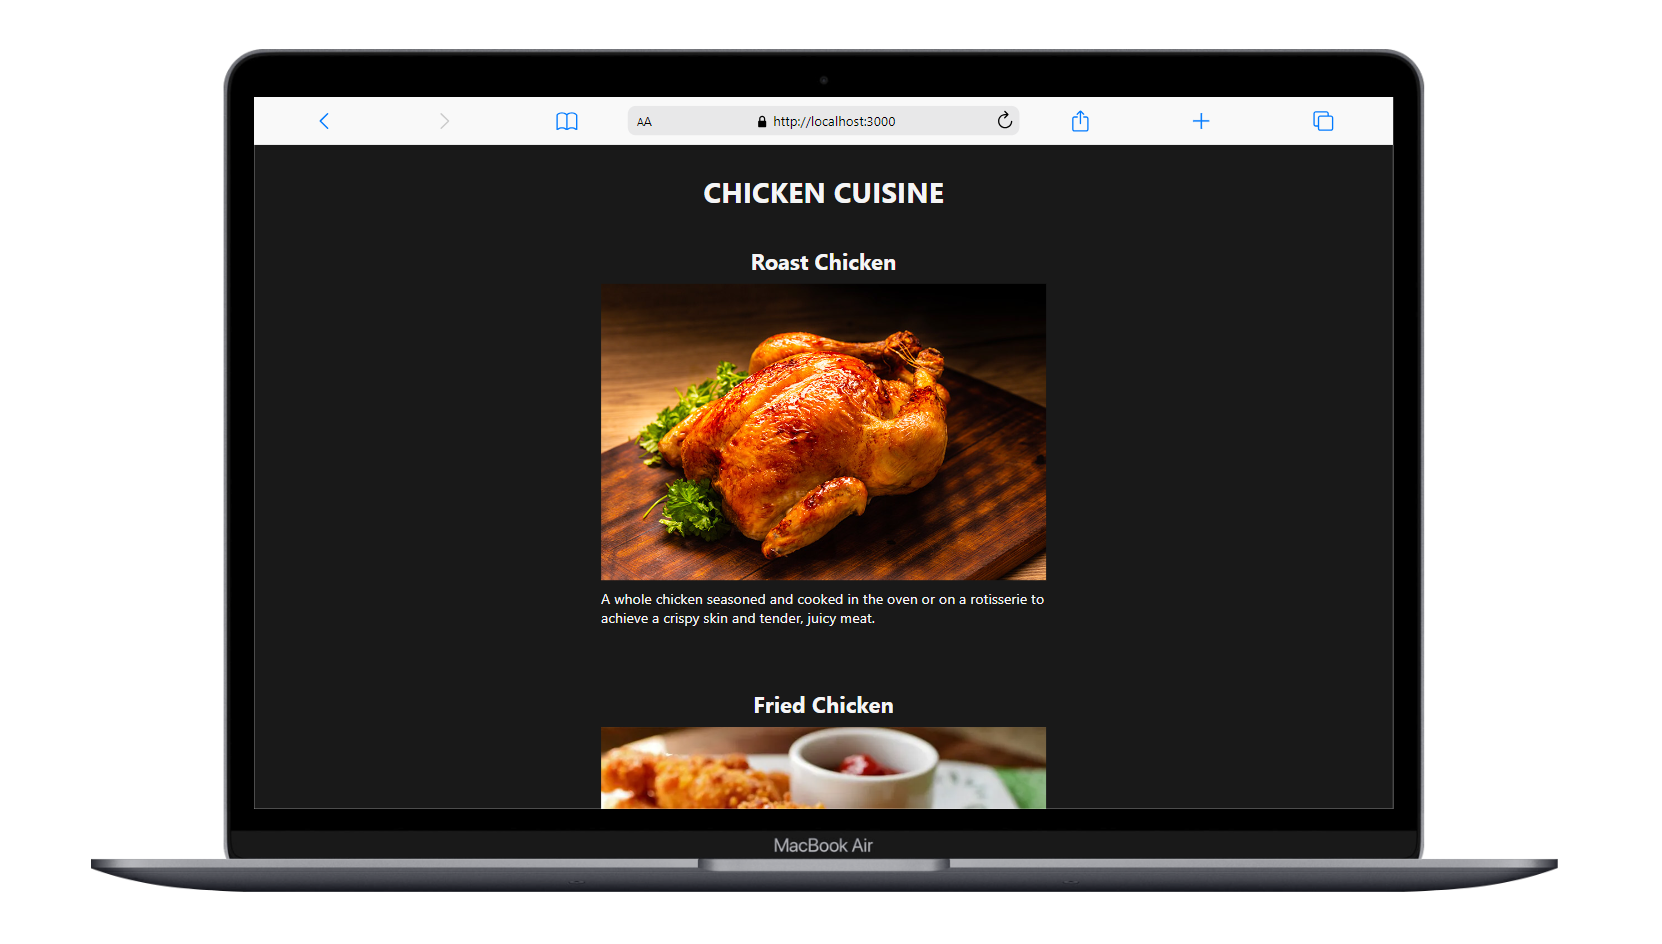 AA
http://localhost:3000
CHICKEN CUISINE
Roast Chicken
A whole chicken seasoned and cooked in the oven or on a rotisserie to
achieve a crispy skin and tender, juicy meat.
Fried Chicken
MacBook Air